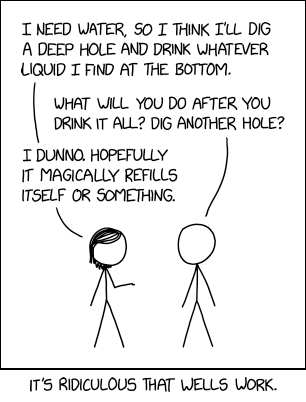 I NEED WATER, SO I THINK I'LL DIG
A DEEP HOLE AND DRINK WHATEVER
LIQUID I FIND AT THE BOTTOM.
WHAT WILL YOU DO AFTER YOU
DRINK IT ALL? DIG ANOTHER HOLE?
I DUNNO. HOPEFULLY
IT MAGICALLY REFILLS
ITSELF OR SOMETHING.
IT'S RIDICULOUS THAT WELLS WORK.